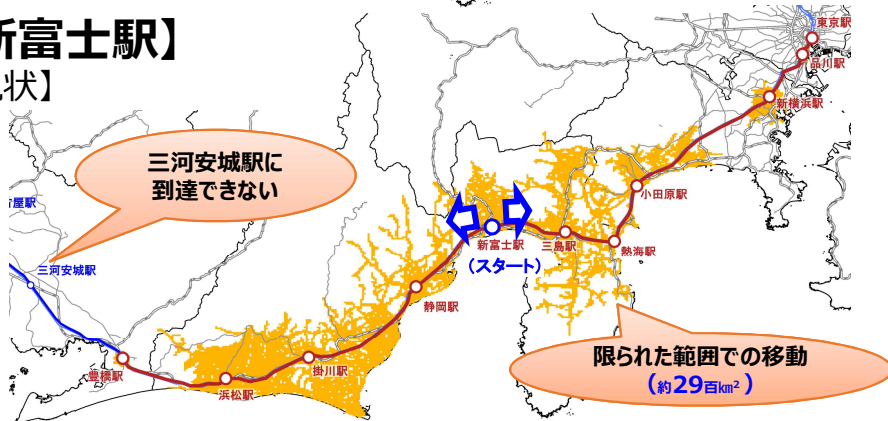 新富士駅】
状】
東京駅
品川駅
新横浜駅
三河安城駅に
到達できない
小田原駅
古屋駅
新富士駅
三島駅
熱海駅
(スタート)
三河安城駅
静岡駅
限られた範囲での移動
(約29百km²)
豊橋駅
掛川駅
浜松駅